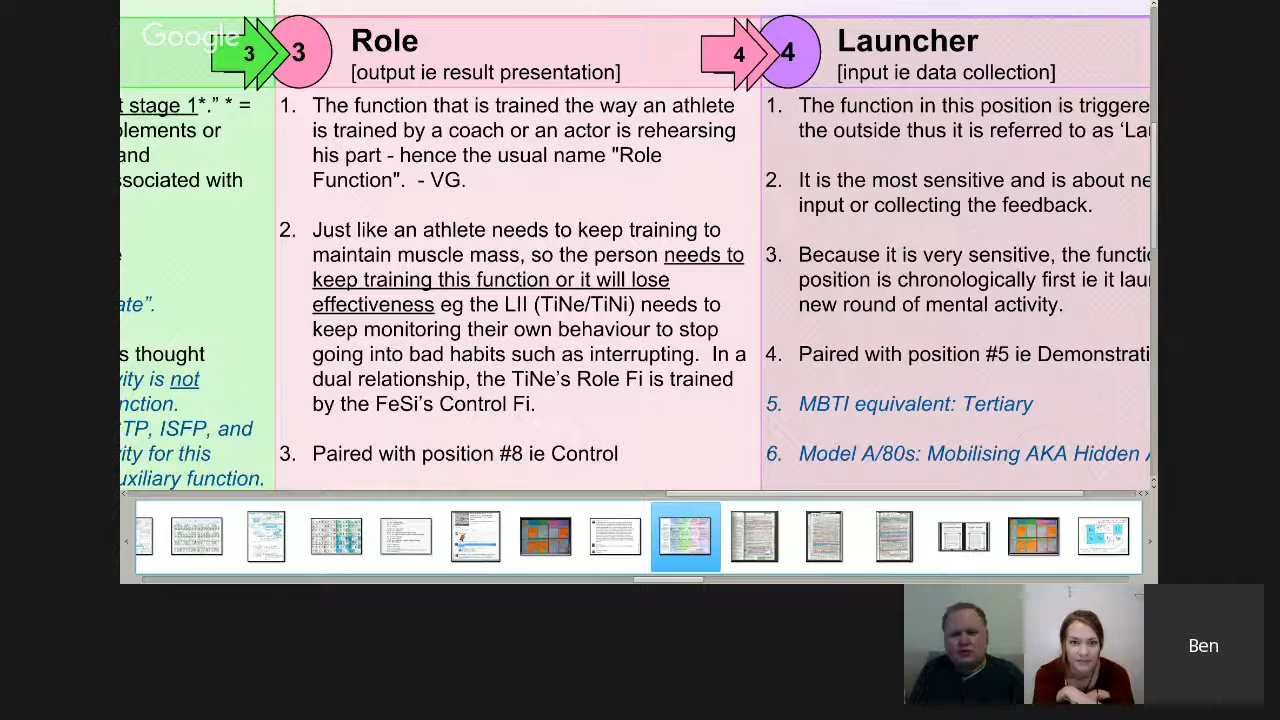 Google
t stage 1*.” * =
plements or
and
ssociated with
e
ate”.
s thought
vity is not
nction.
TP, ISFP, and
vity for this
uxiliary function.
3
3
Role
[output ie result presentation]
1. The function that is trained the way an athlete
is trained by a coach or an actor is rehearsing
his part - hence the usual name "Role
Function". - VG.
2. Just like an athlete needs to keep training to
maintain muscle mass, so the person needs to
keep training this function or it will lose
effectiveness eg the LII (TiNe/TiNi) needs to
keep monitoring their own behaviour to stop
going into bad habits such as interrupting. In a
dual relationship, the TiNe’s Role Fi is trained
by the FeSi’s Control Fi.
3. Paired with position #8 ie Control
4
4
Launcher
[input ie data collection]
1. The function in this position is triggere
the outside thus it is referred to as ‘La
2. It is the most sensitive and is about ne
input or collecting the feedback.
3. Because it is very sensitive, the functio
position is chronologically first ie it lau
new round of mental activity.
4. Paired with position #5 ie Demonstrati
5. MBTI equivalent: Tertiary
6. Model A/80s: Mobilising AKA Hidden A
Ben